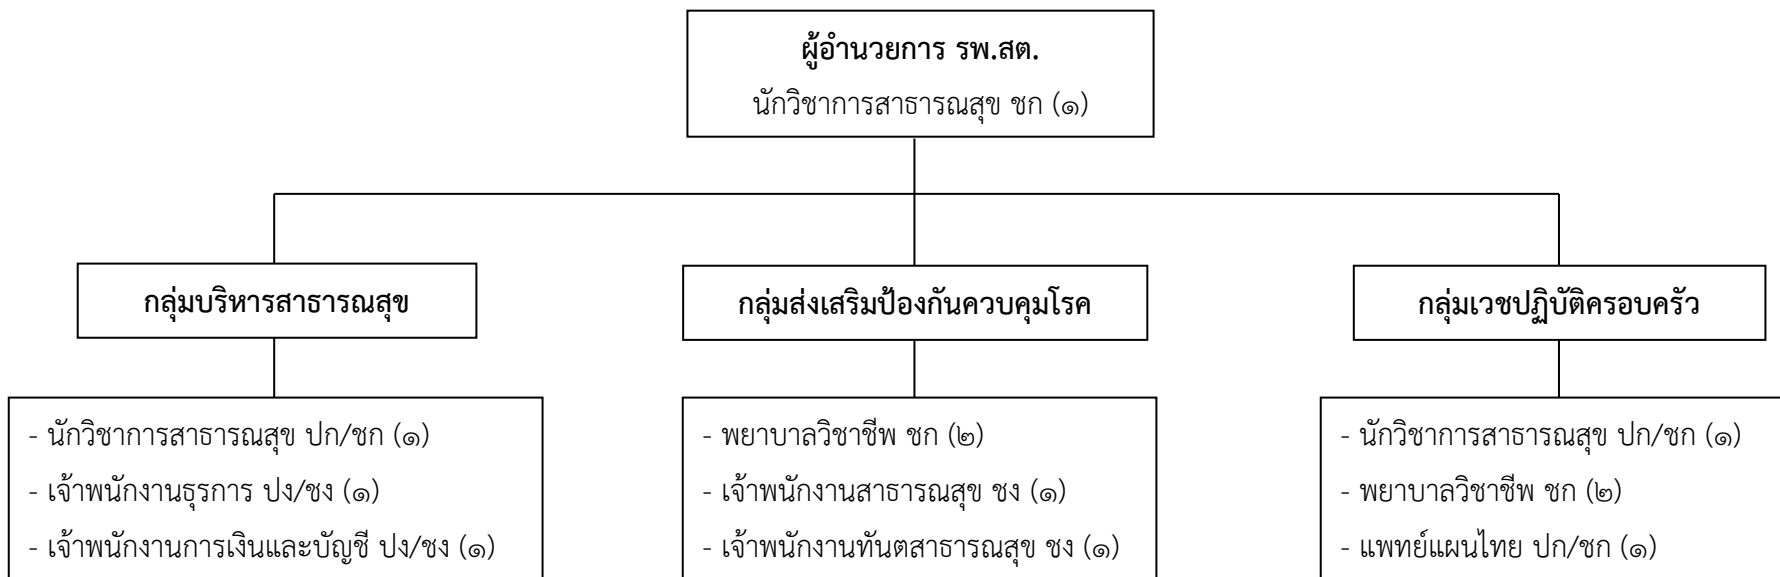 ผู้อำนวยการ รพ.สต.
นักวิชาการสาธารณสุข ชก (๑)
กลุ่มบริหารสาธารณสุข
- นักวิชาการสาธารณสุข ปก/ชก (๑)
- เจ้าพนักงานธุรการ ปง/ชง (๑)
- เจ้าพนักงานการเงินและบัญชี ปง/ชง (๑)
กลุ่มส่งเสริมป้องกันควบคุมโรค
- พยาบาลวิชาชีพ ชก (๒)
- เจ้าพนักงานสาธารณสุข ชง (๑)
- เจ้าพนักงานทันตสาธารณสุข ชง (๑)
กลุ่มเวชปฏิบัติครอบครัว
- นักวิชาการสาธารณสุข ปก/ชก (๑)
- พยาบาลวิชาชีพ ชก (๒)
- แพทย์แผนไทย ปก/ชก (๑)